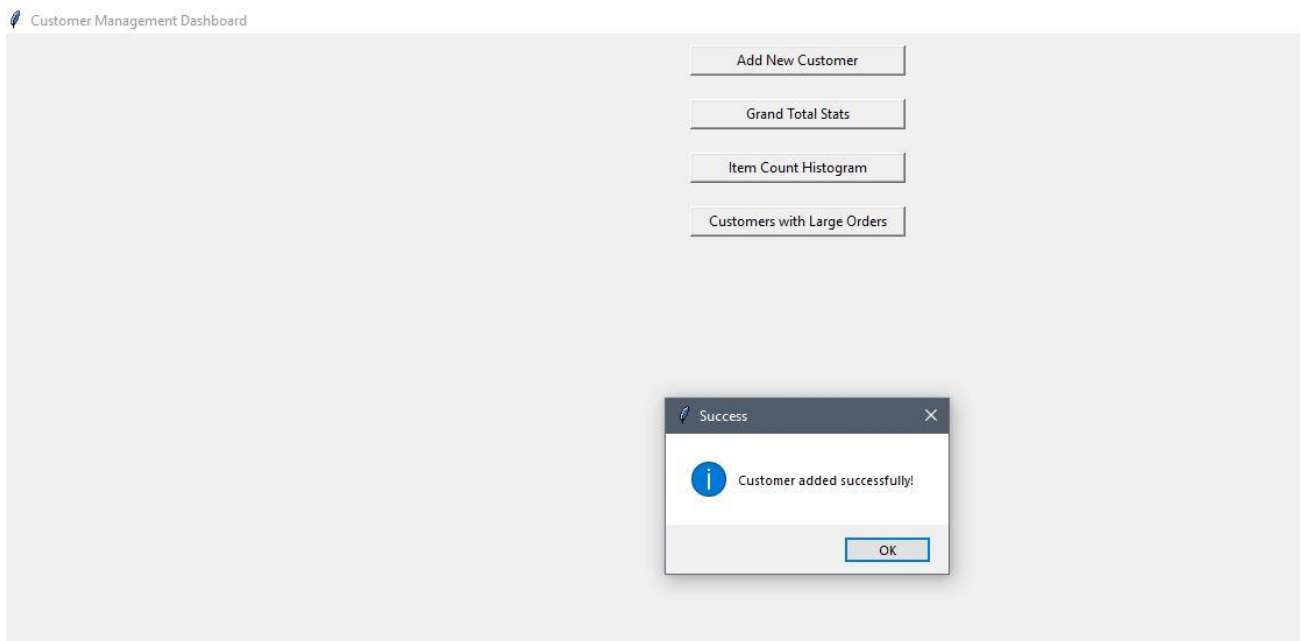 Customer Management Dashboard
Add New Customer
Grand Total Stats
Item Count Histogram
Customers with Large Orders
Success
Customer added successfully!
OK